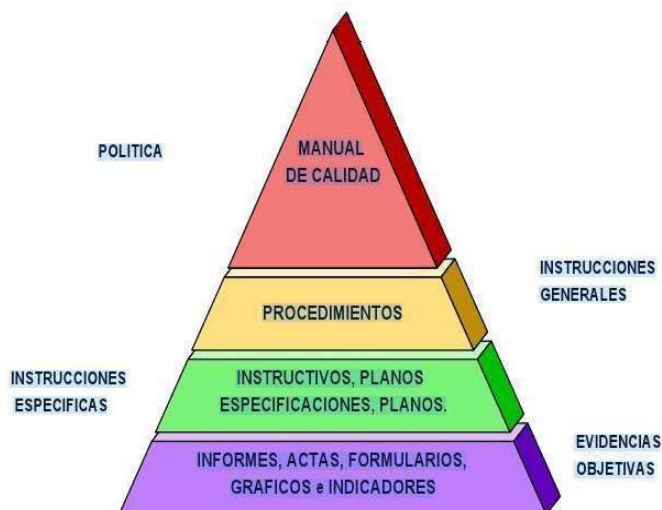 POLITICA
MANUAL
DE CALIDAD
INSTRUCCIONES
GENERALES
PROCEDIMIENTOS
INSTRUCCIONES
ESPECIFICAS
INSTRUCTIVOS, PLANOS
ESPECIFICACIONES, PLANOS.
EVIDENCIAS
OBJETIVAS
INFORMES, ACTAS, FORMULARIOS,
GRAFICOS e INDICADORES